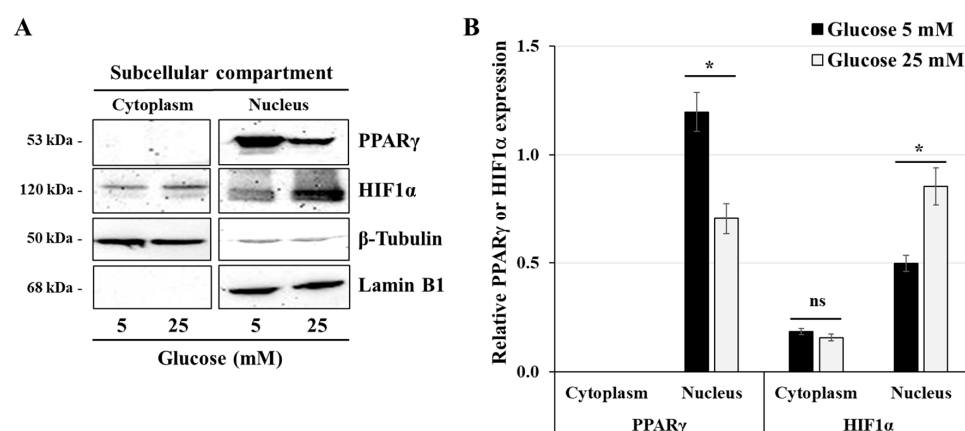 A
Subcellular compartment
Cytoplasm Nucleus
53 kDa - PPARγ
120 kDa - HIF1α
50 kDa - β-Tubulin
68 kDa - Lamin B1
5 25 5 25
Glucose (mM)
B
Glucose 5 mM
Glucose 25 mM
Relative PPARγ or HIF1α expression
1.5
1.0
0.5
0.0
*
ns
*
Cytoplasm Nucleus Cytoplasm Nucleus
PPARγ HIF1α